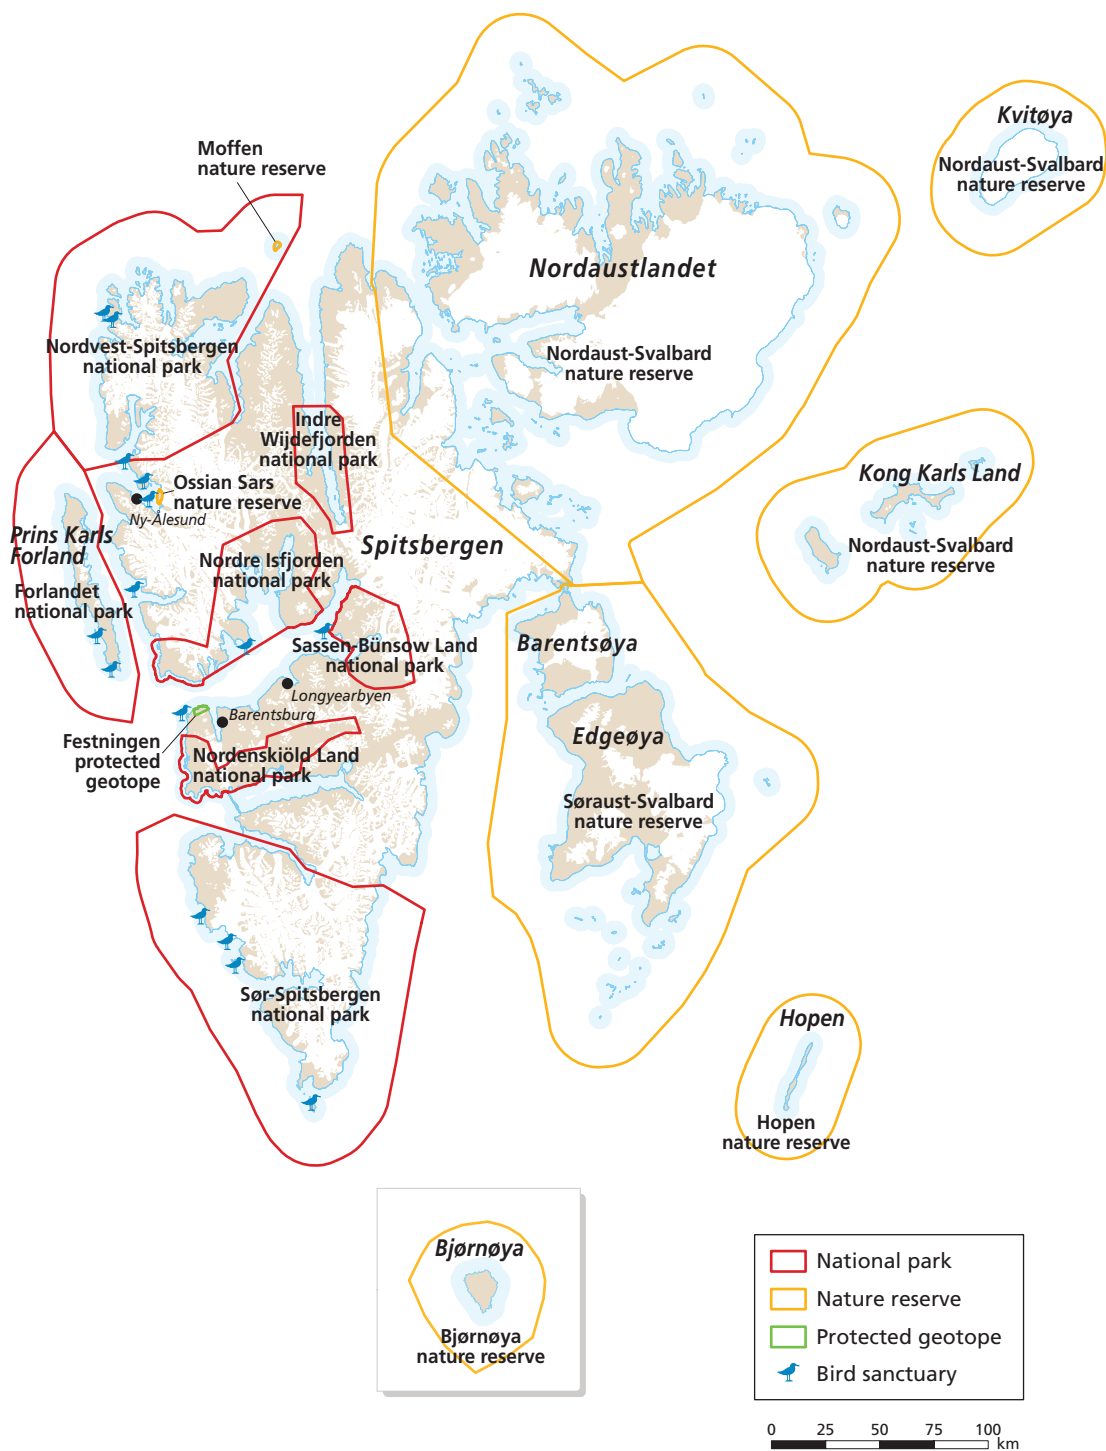 Kvitøya
Nordaust-Svalbard
nature reserve
Moffen
nature reserve
Nordaustlandet
Nordaust-Svalbard
nature reserve
Nordvest-Spitsbergen
national park
Indre
Wijdefjorden
national park
Kong Karls Land
Nordaust-Svalbard
nature reserve
Ossian Sars
nature reserve
Ny-Ålesund
Prins Karls
Forland
Forlandet
national park
Nordre Isfjorden
national park
Spitsbergen
Sassen-Bünsow Land
national park
Barentsøya
Longyearbyen
Barentsburg
Festningen
protected
geotope
Nordenskiöld Land
national park
Edgeøya
Søraust-Svalbard
nature reserve
Sør-Spitsbergen
national park
Hopen
Hopen
nature reserve
Bjørnøya
Bjørnøya
nature reserve
National park
Nature reserve
Protected geotope
Bird sanctuary
0 25 50 75 100
km